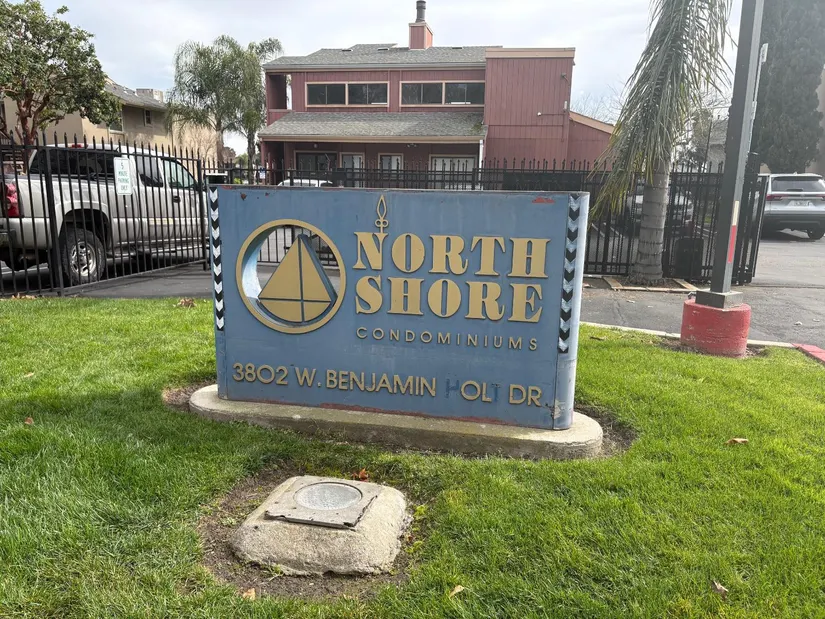 NORTH
SHORE
CONDOMINIUMS
3802 W. BENJAMIN HOLT DR.